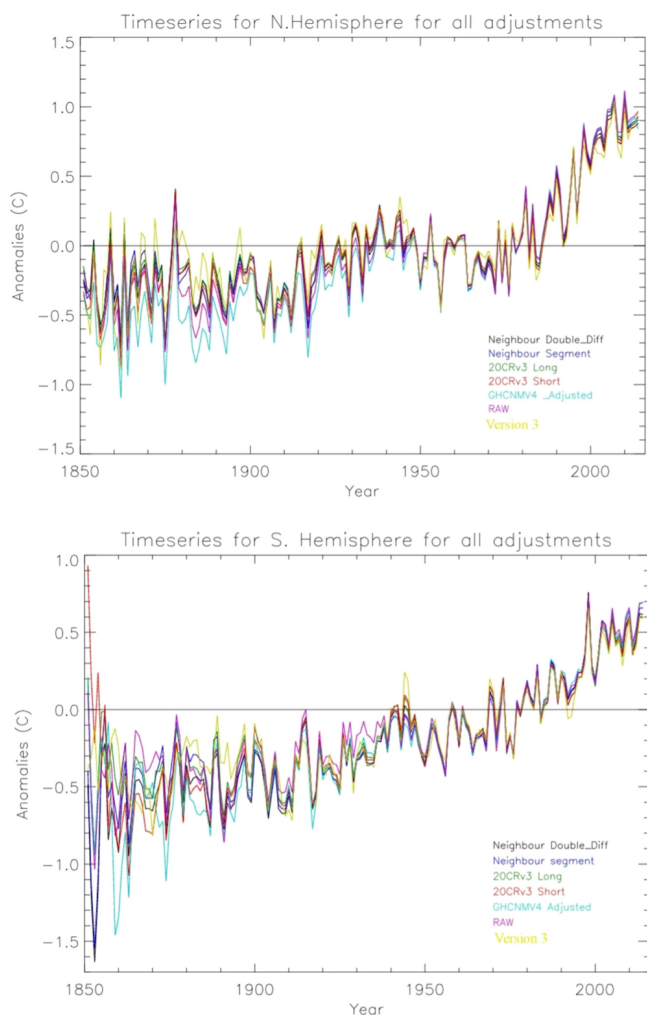 Timeseries for N.Hemisphere for all adjustments
1.5
1.0
0.5
0.0
−0.5
−1.0
−1.5
Anomalies (C)
Neighbour Double_Diff
Neighbour Segment
20CRv3 Long
20CRv3 Short
GHCNMV4 _Adjusted
RAW
Version 3
1850
1900
1950
2000
Year
Timeseries for S. Hemisphere for all adjustments
1.0
0.5
0.0
−0.5
−1.0
−1.5
Anomalies (C)
Neighbour Double_Diff
Neighbour segment
20CRv3 Long
20CRv3 Short
GHCNMV4 Adjusted
RAW
Version 3
1850
1900
1950
2000
Year